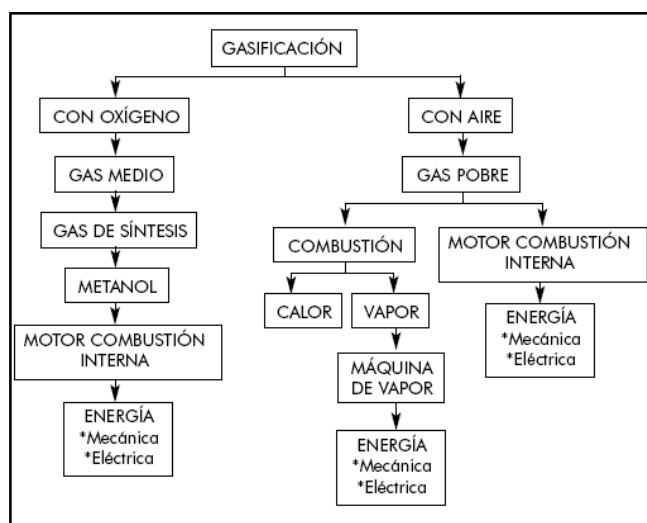 GASIFICACIÓN
CON OXÍGENO
CON AIRE
GAS MEDIO
GAS POBRE
GAS DE SÍNTESIS
COMBUSTIÓN
MOTOR COMBUSTIÓN
INTERNA
METANOL
CALOR
VAPOR
ENERGÍA
*Mecánica
*Eléctrica
MOTOR COMBUSTIÓN
INTERNA
MÁQUINA
DE VAPOR
ENERGÍA
*Mecánica
*Eléctrica
ENERGÍA
*Mecánica
*Eléctrica